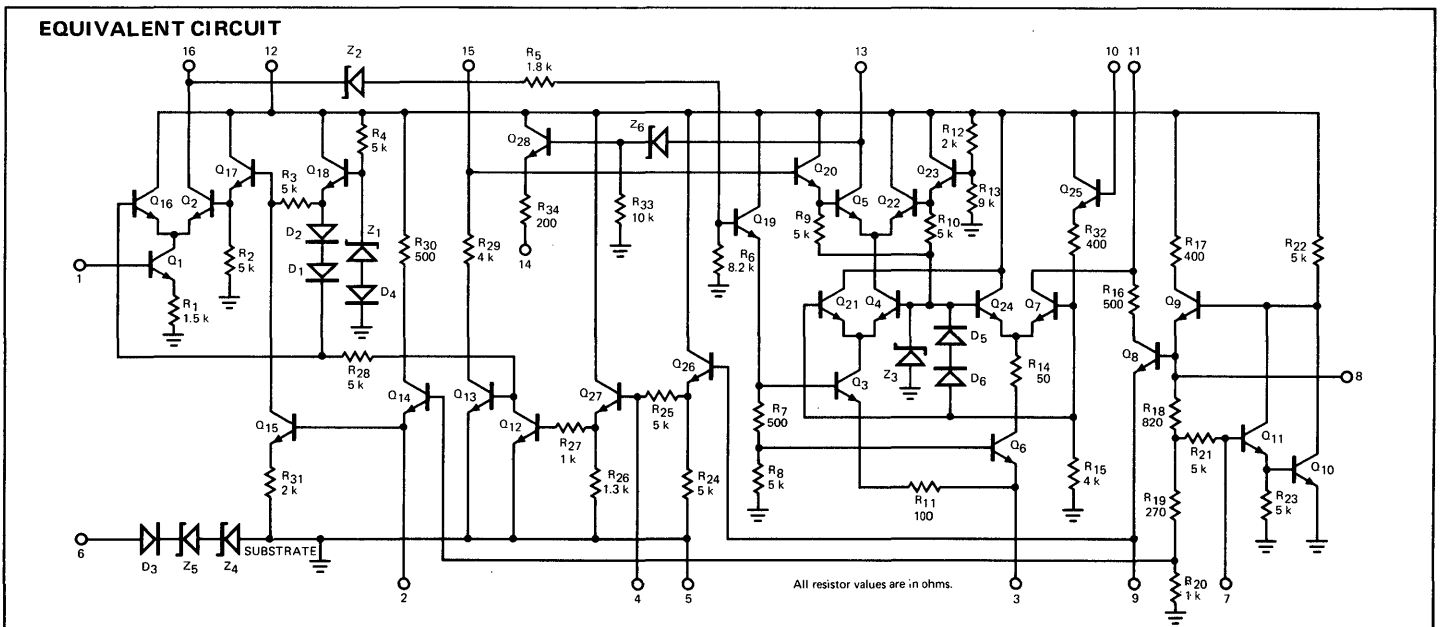 EQUIVALENT CIRCUIT
16
12
Z2
15
R5
1.8 k
13
10
11
R4
5 k
Q28
Z6
R12
2 k
Q17
R3
5 k
Q18
Q20
Q23
Q25
Q16
Q2
R34
200
R33
10 k
Q19
R9
5 k
Q5
Q22
R10
5 k
R13
9 k
D2
Z1
R32
400
R17
400
R22
5 k
Q1
R2
5 k
D1
R30
500
R29
4 k
14
R6
8.2 k
1
R1
1.5 k
D4
Q21
Q4
Q24
Q7
R16
500
Q9
D5
R28
5 k
Q26
Z3
D6
R14
50
Q8
Q14
Q13
Q27
R25
5 k
Q3
8
Q15
Q12
R27
1 k
R7
500
R18
820
R21
5 k
Q11
Q6
R31
2 k
R26
1.3 k
R24
5 k
R8
5 k
R11
100
R15
4 k
R19
270
R23
5 k
Q10
6
D3
Z5
Z4
SUBSTRATE
2
4
5
All resistor values are in ohms.
3
9
R20
1 k
7